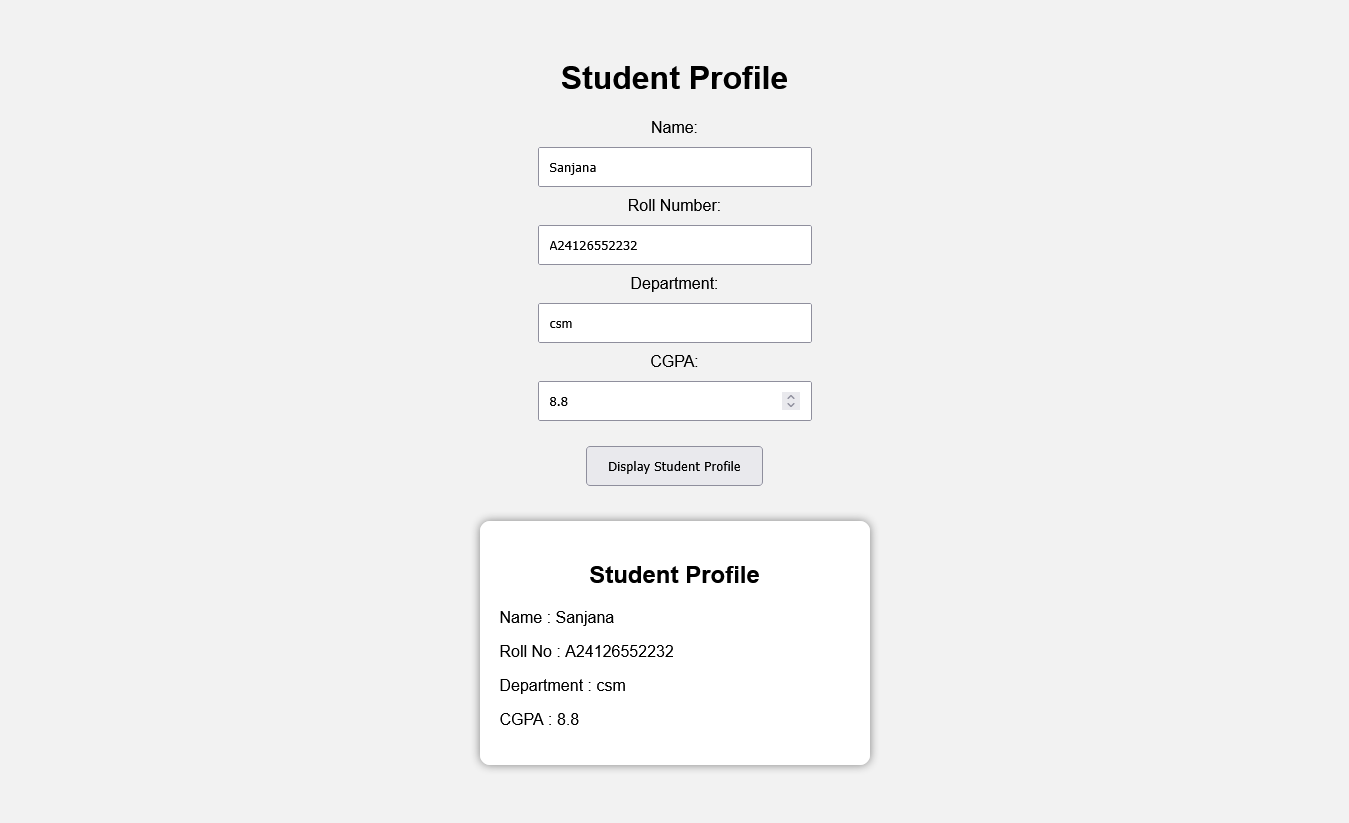 Student Profile
Name:
Sanjana
Roll Number:
A24126552232
Department:
csm
CGPA:
8.8
Display Student Profile
Student Profile
Name : Sanjana
Roll No : A24126552232
Department : csm
CGPA : 8.8